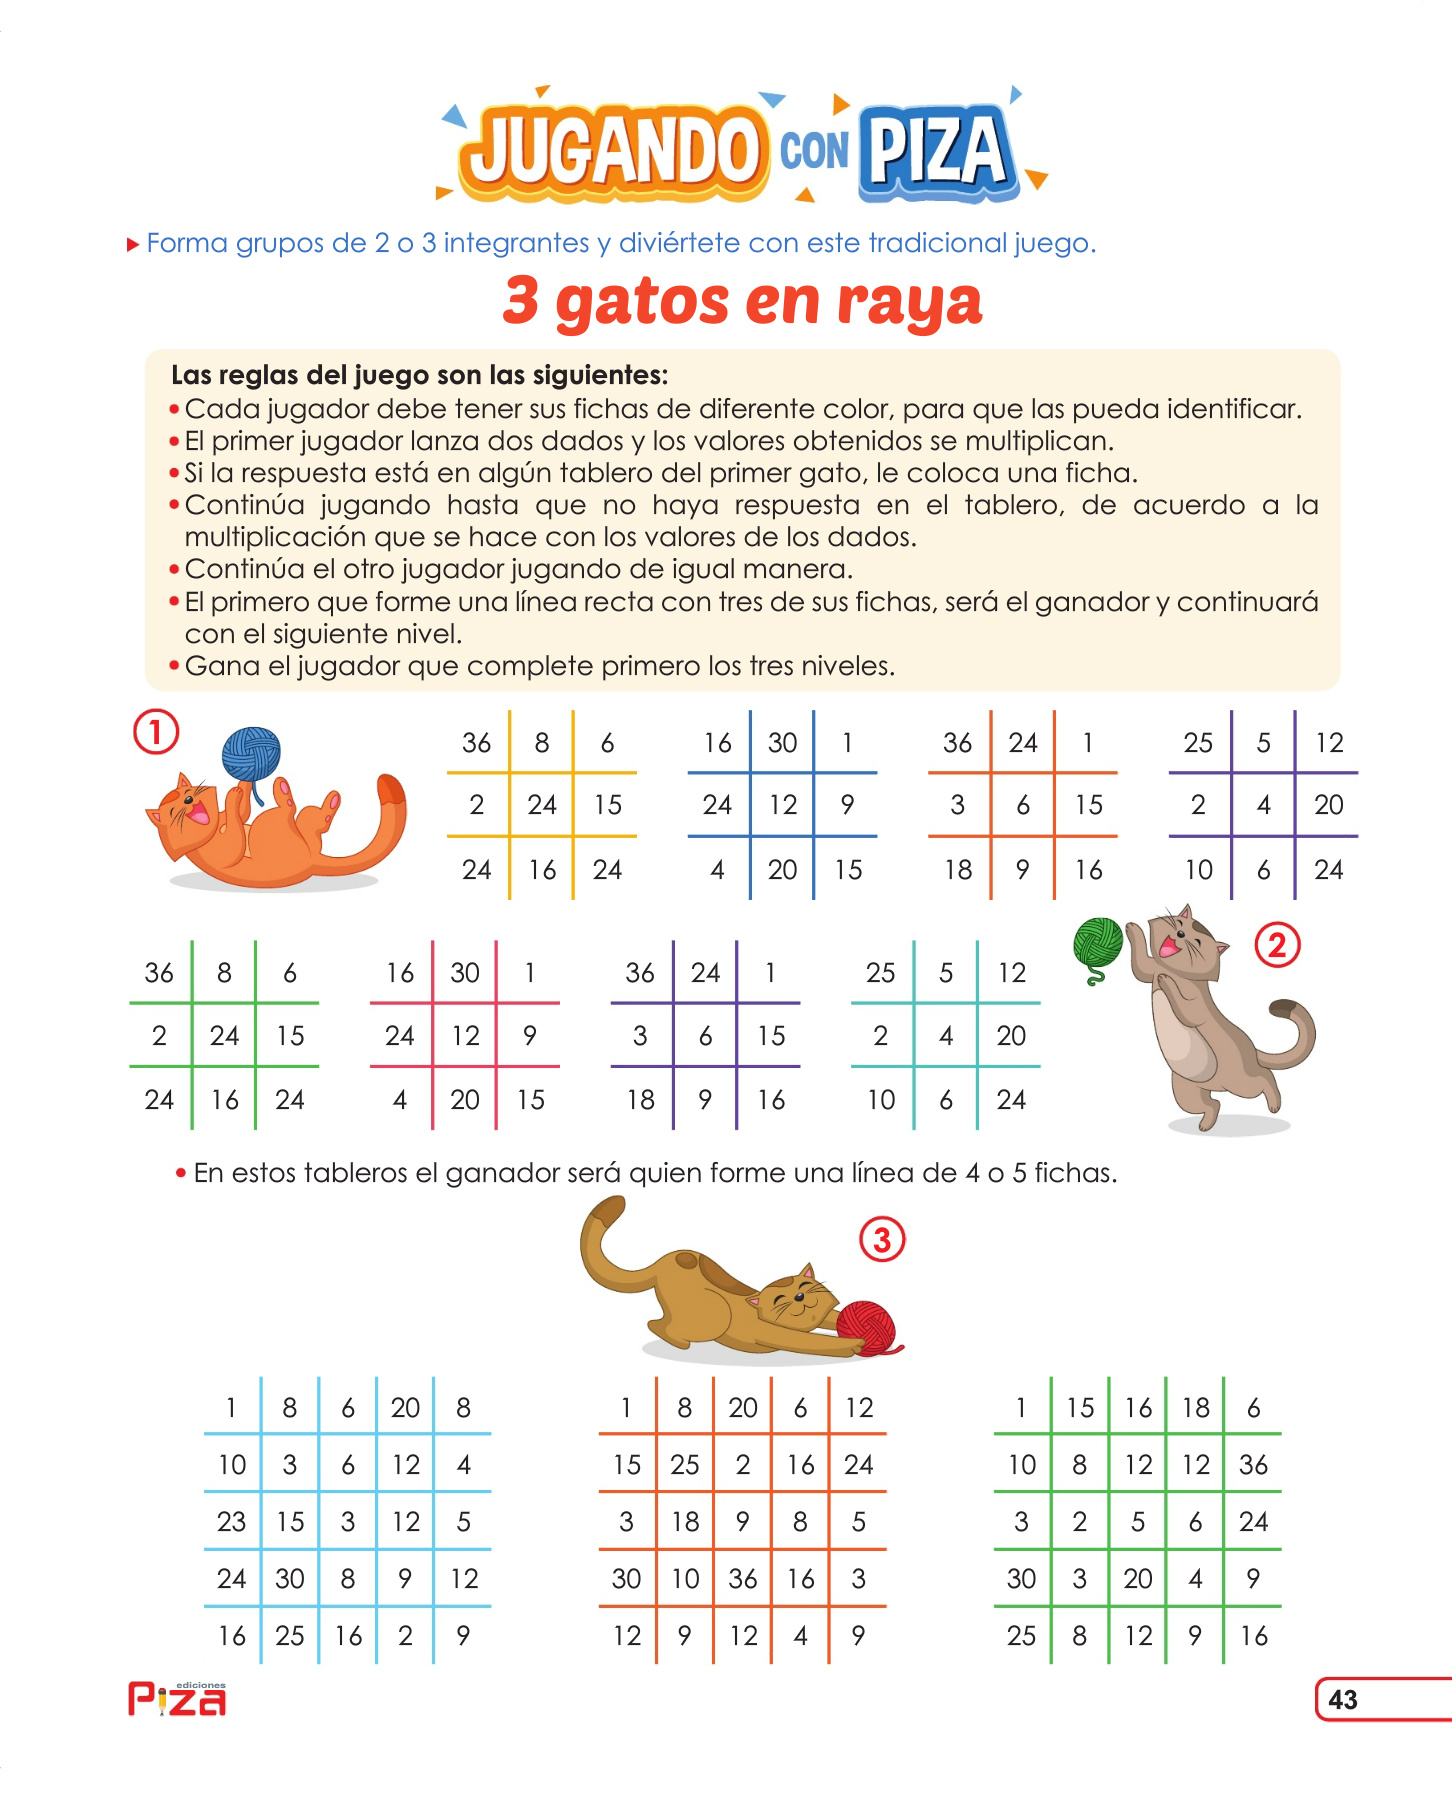 JUGANDO CON PIZA
Forma grupos de 2 o 3 integrantes y diviértete con este tradicional juego.
3 gatos en raya
Las reglas del juego son las siguientes:
• Cada jugador debe tener sus fichas de diferente color, para que las pueda identificar.
• El primer jugador lanza dos dados y los valores obtenidos se multiplican.
• Si la respuesta está en algún tablero del primer gato, le coloca una ficha.
• Continúa jugando hasta que no haya respuesta en el tablero, de acuerdo a la
multiplicación que se hace con los valores de los dados.
• Continúa el otro jugador jugando de igual manera.
• El primero que forme una línea recta con tres de sus fichas, será el ganador y continuará
con el siguiente nivel.
• Gana el jugador que complete primero los tres niveles.
1
36 8 6
2 24 15
24 16 24
16 30 1
24 12 9
4 20 15
36 24 1
3 6 15
18 9 16
25 5 12
2 4 20
10 6 24
2
36 8 6
2 24 15
24 16 24
16 30 1
24 12 9
4 20 15
36 24 1
3 6 15
18 9 16
25 5 12
2 4 20
10 6 24
• En estos tableros el ganador será quien forme una línea de 4 o 5 fichas.
3
1 8 6 20 8
10 3 6 12 4
23 15 3 12 5
24 30 8 9 12
16 25 16 2 9
1 8 20 6 12
15 25 2 16 24
3 18 9 8 5
30 10 36 16 3
12 9 12 4 9
1 15 16 18 6
10 8 12 12 36
3 2 5 6 24
30 3 20 4 9
25 8 12 9 16
ediciones
Piza
43